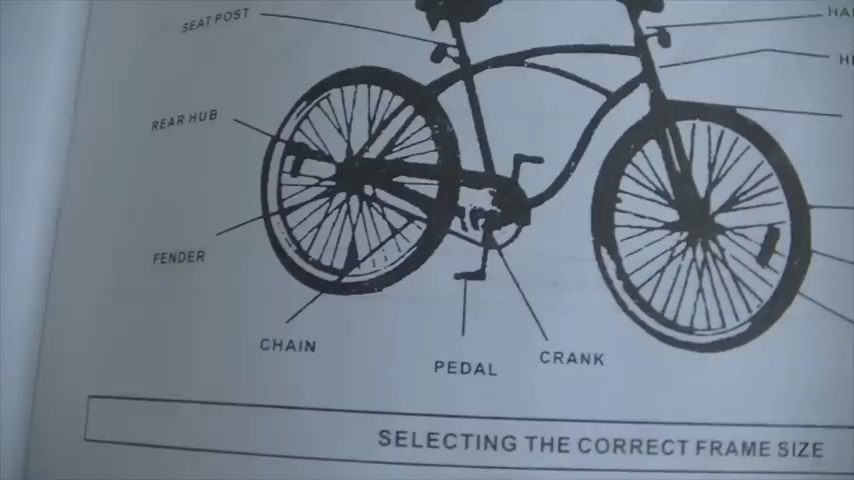 SEAT POST
REAR HUB
FENDER
CHAIN
PEDAL
CRANK
SELECTING THE CORRECT FRAME SIZE